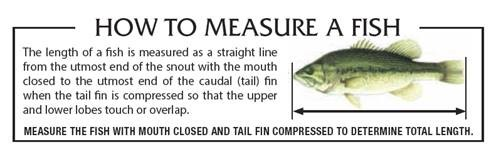 HOW TO MEASURE A FISH
The length of a fish is measured as a straight line
from the utmost end of the snout with the mouth
closed to the utmost end of the caudal (tail) fin
when the tail fin is compressed so that the upper
and lower lobes touch or overlap.
MEASURE THE FISH WITH MOUTH CLOSED AND TAIL FIN COMPRESSED TO DETERMINE TOTAL LENGTH.